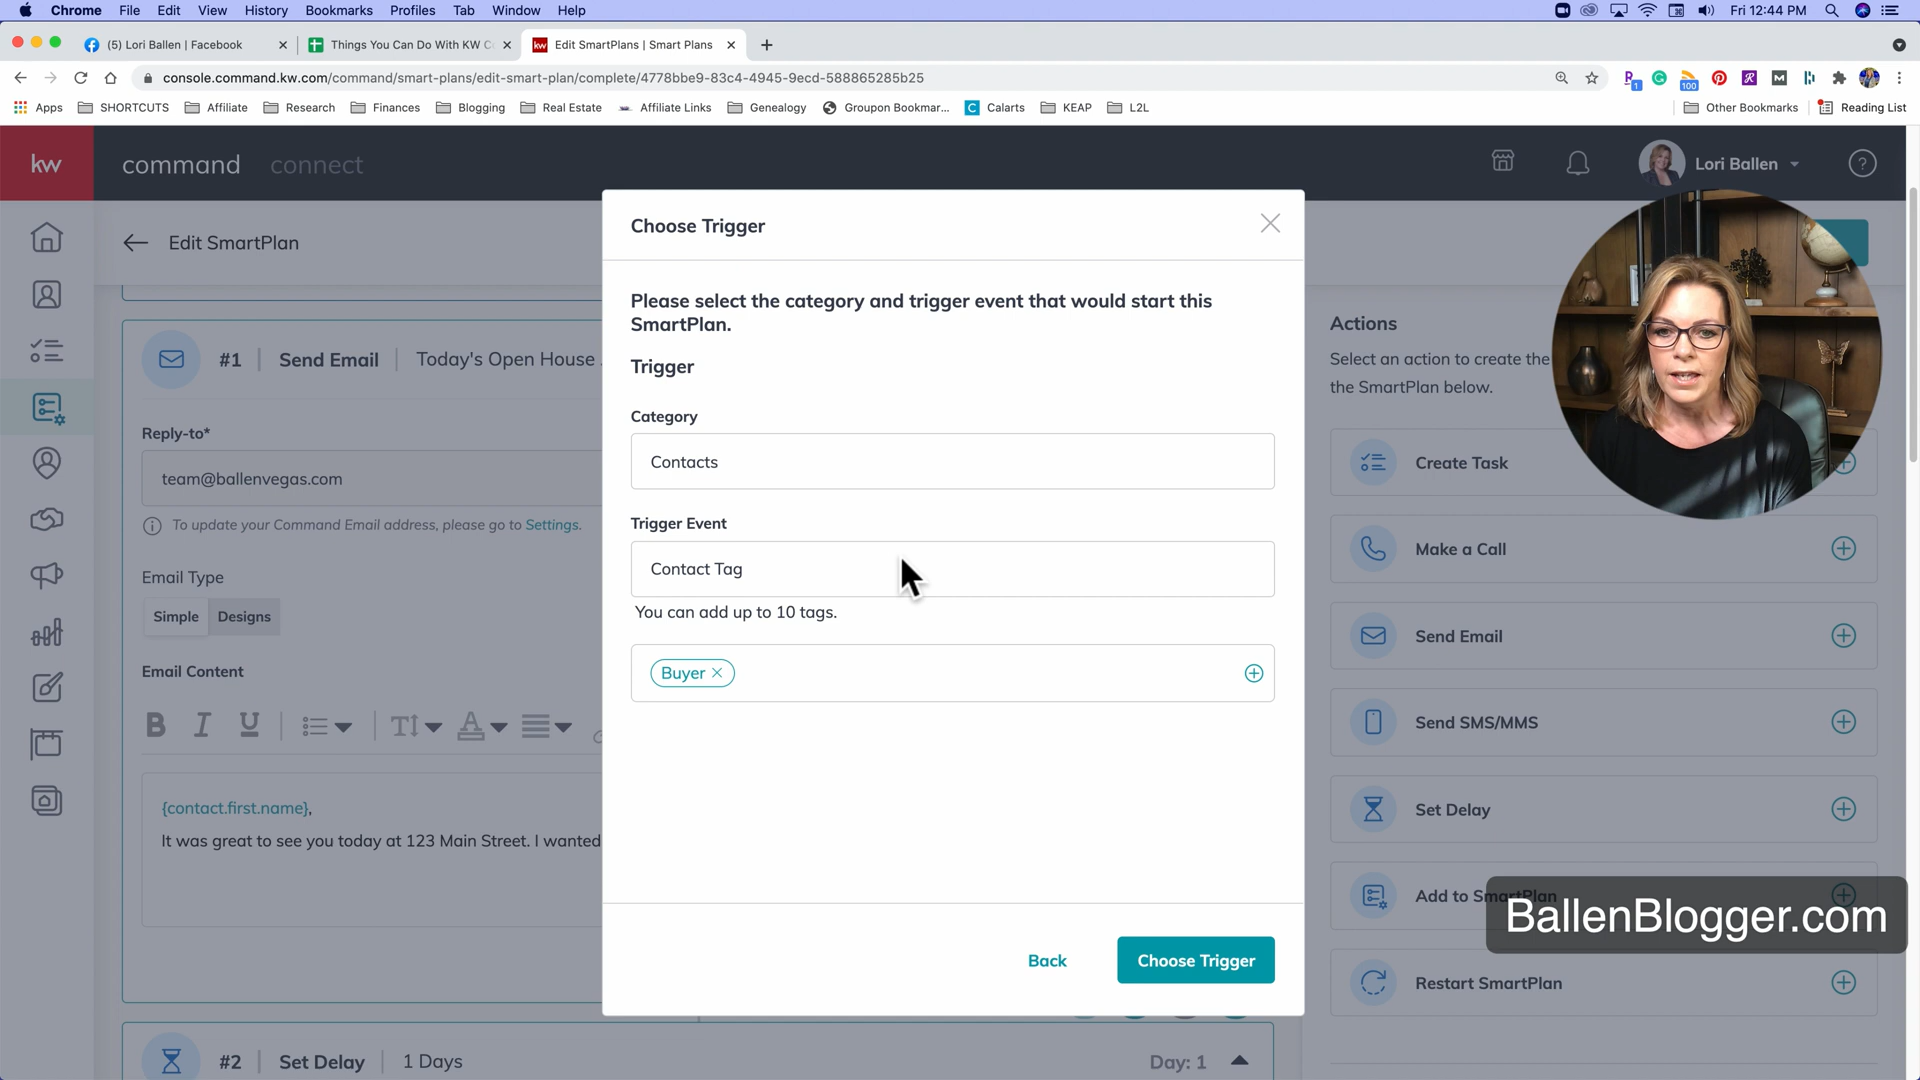 Chrome File Edit View History Bookmarks Profiles Tab Window Help Fri 12:44 PM
(5) Lori Ballen | Facebook
Things You Can Do With KW C
Edit SmartPlans | Smart Plans
console.command.kw.com/command/smart-plans/edit-smart-plan/complete/4778bbe9-83c4-4945-9ecd-588865285b25
Apps SHORTCUTS Affiliate Research Finances Blogging Real Estate Affiliate Links Genealogy Groupon Bookmar... Calarts KEAP L2L Other Bookmarks Reading List
kw command connect Lori Ballen
Edit SmartPlan
#1 Send Email Today's Open House
Reply-to*
team@ballenvegas.com
To update your Command Email address, please go to Settings.
Email Type
Simple Designs
Email Content
{contact.first.name},
It was great to see you today at 123 Main Street. I wanted
#2 Set Delay 1 Days Day: 1
Choose Trigger
Please select the category and trigger event that would start this
SmartPlan.
Trigger
Category
Contacts
Trigger Event
Contact Tag
You can add up to 10 tags.
Buyer
Back Choose Trigger
Actions
Select an action to create the
the SmartPlan below.
Create Task
Make a Call
Send Email
Send SMS/MMS
Set Delay
Add to SmartPlan
Restart SmartPlan
BallenBlogger.com